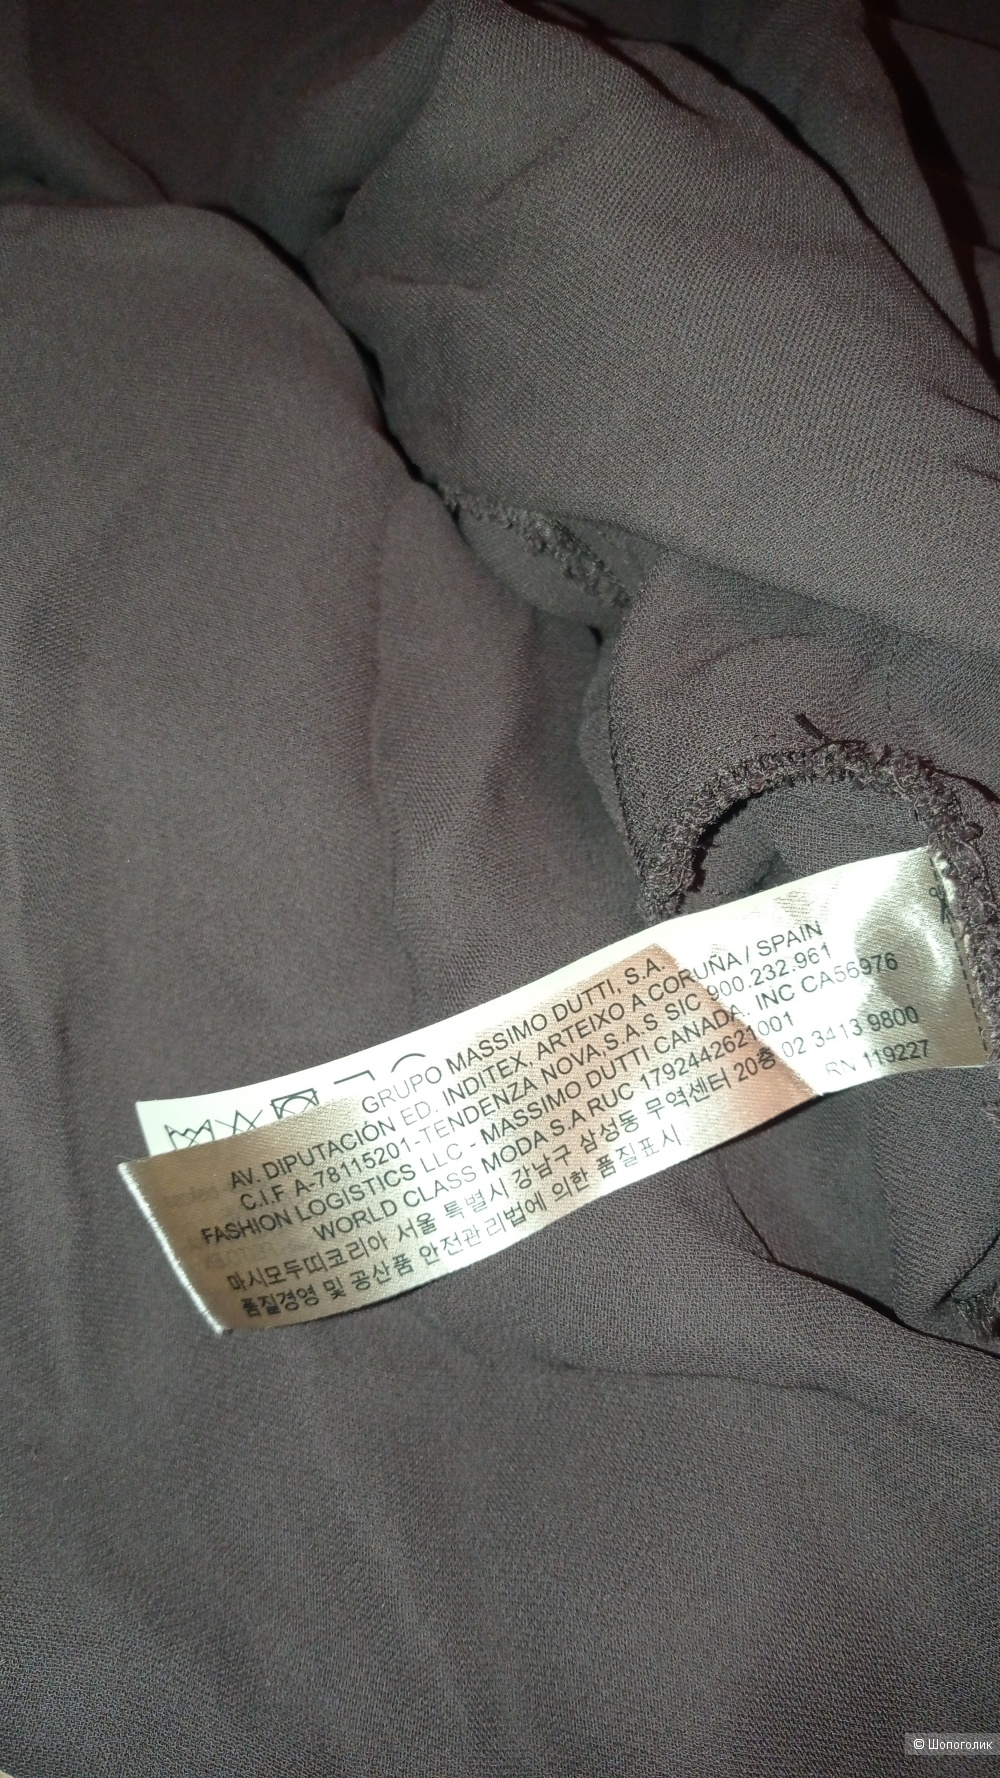 GRUPO MASSIMO DUTTI, S.A.
AV. DIPUTACIÓN ED. INDITEX, ARTEIXO A CORUÑA / SPAIN
C.I.F A-78115201-TENDENZA NOVA,S.A.S SIC 900.232.961
FASHION LOGISTICS LLC - MASSIMO DUTTI CANADA. INC CA56976
WORLD CLASS MODA S.A RUC 1792442621001
마시모두띠코리아 서울 특별시 강남구 삼성동 무역센터 20층 02 3413 9800
품질경영 및 공산품 안전관리법에 의한 품질표시
RN 119227
© Шопоголик